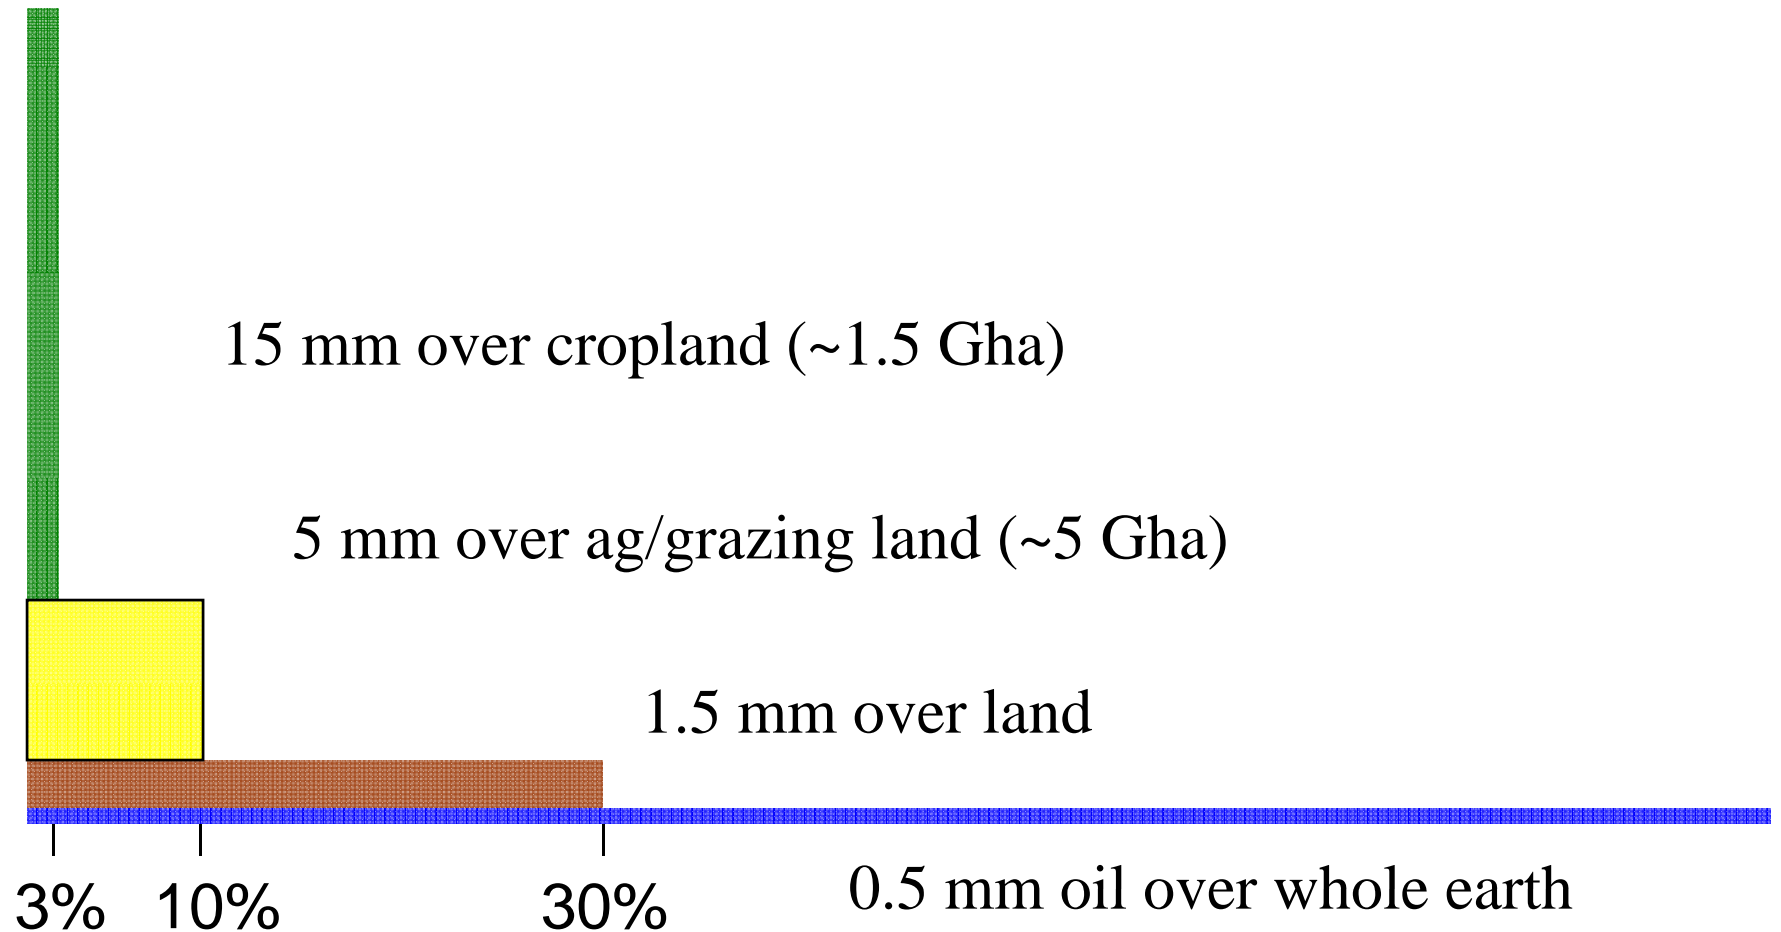 15 mm over cropland (~1.5 Gha)
5 mm over ag/grazing land (~5 Gha)
1.5 mm over land
0.5 mm oil over whole earth
3% 10% 30%